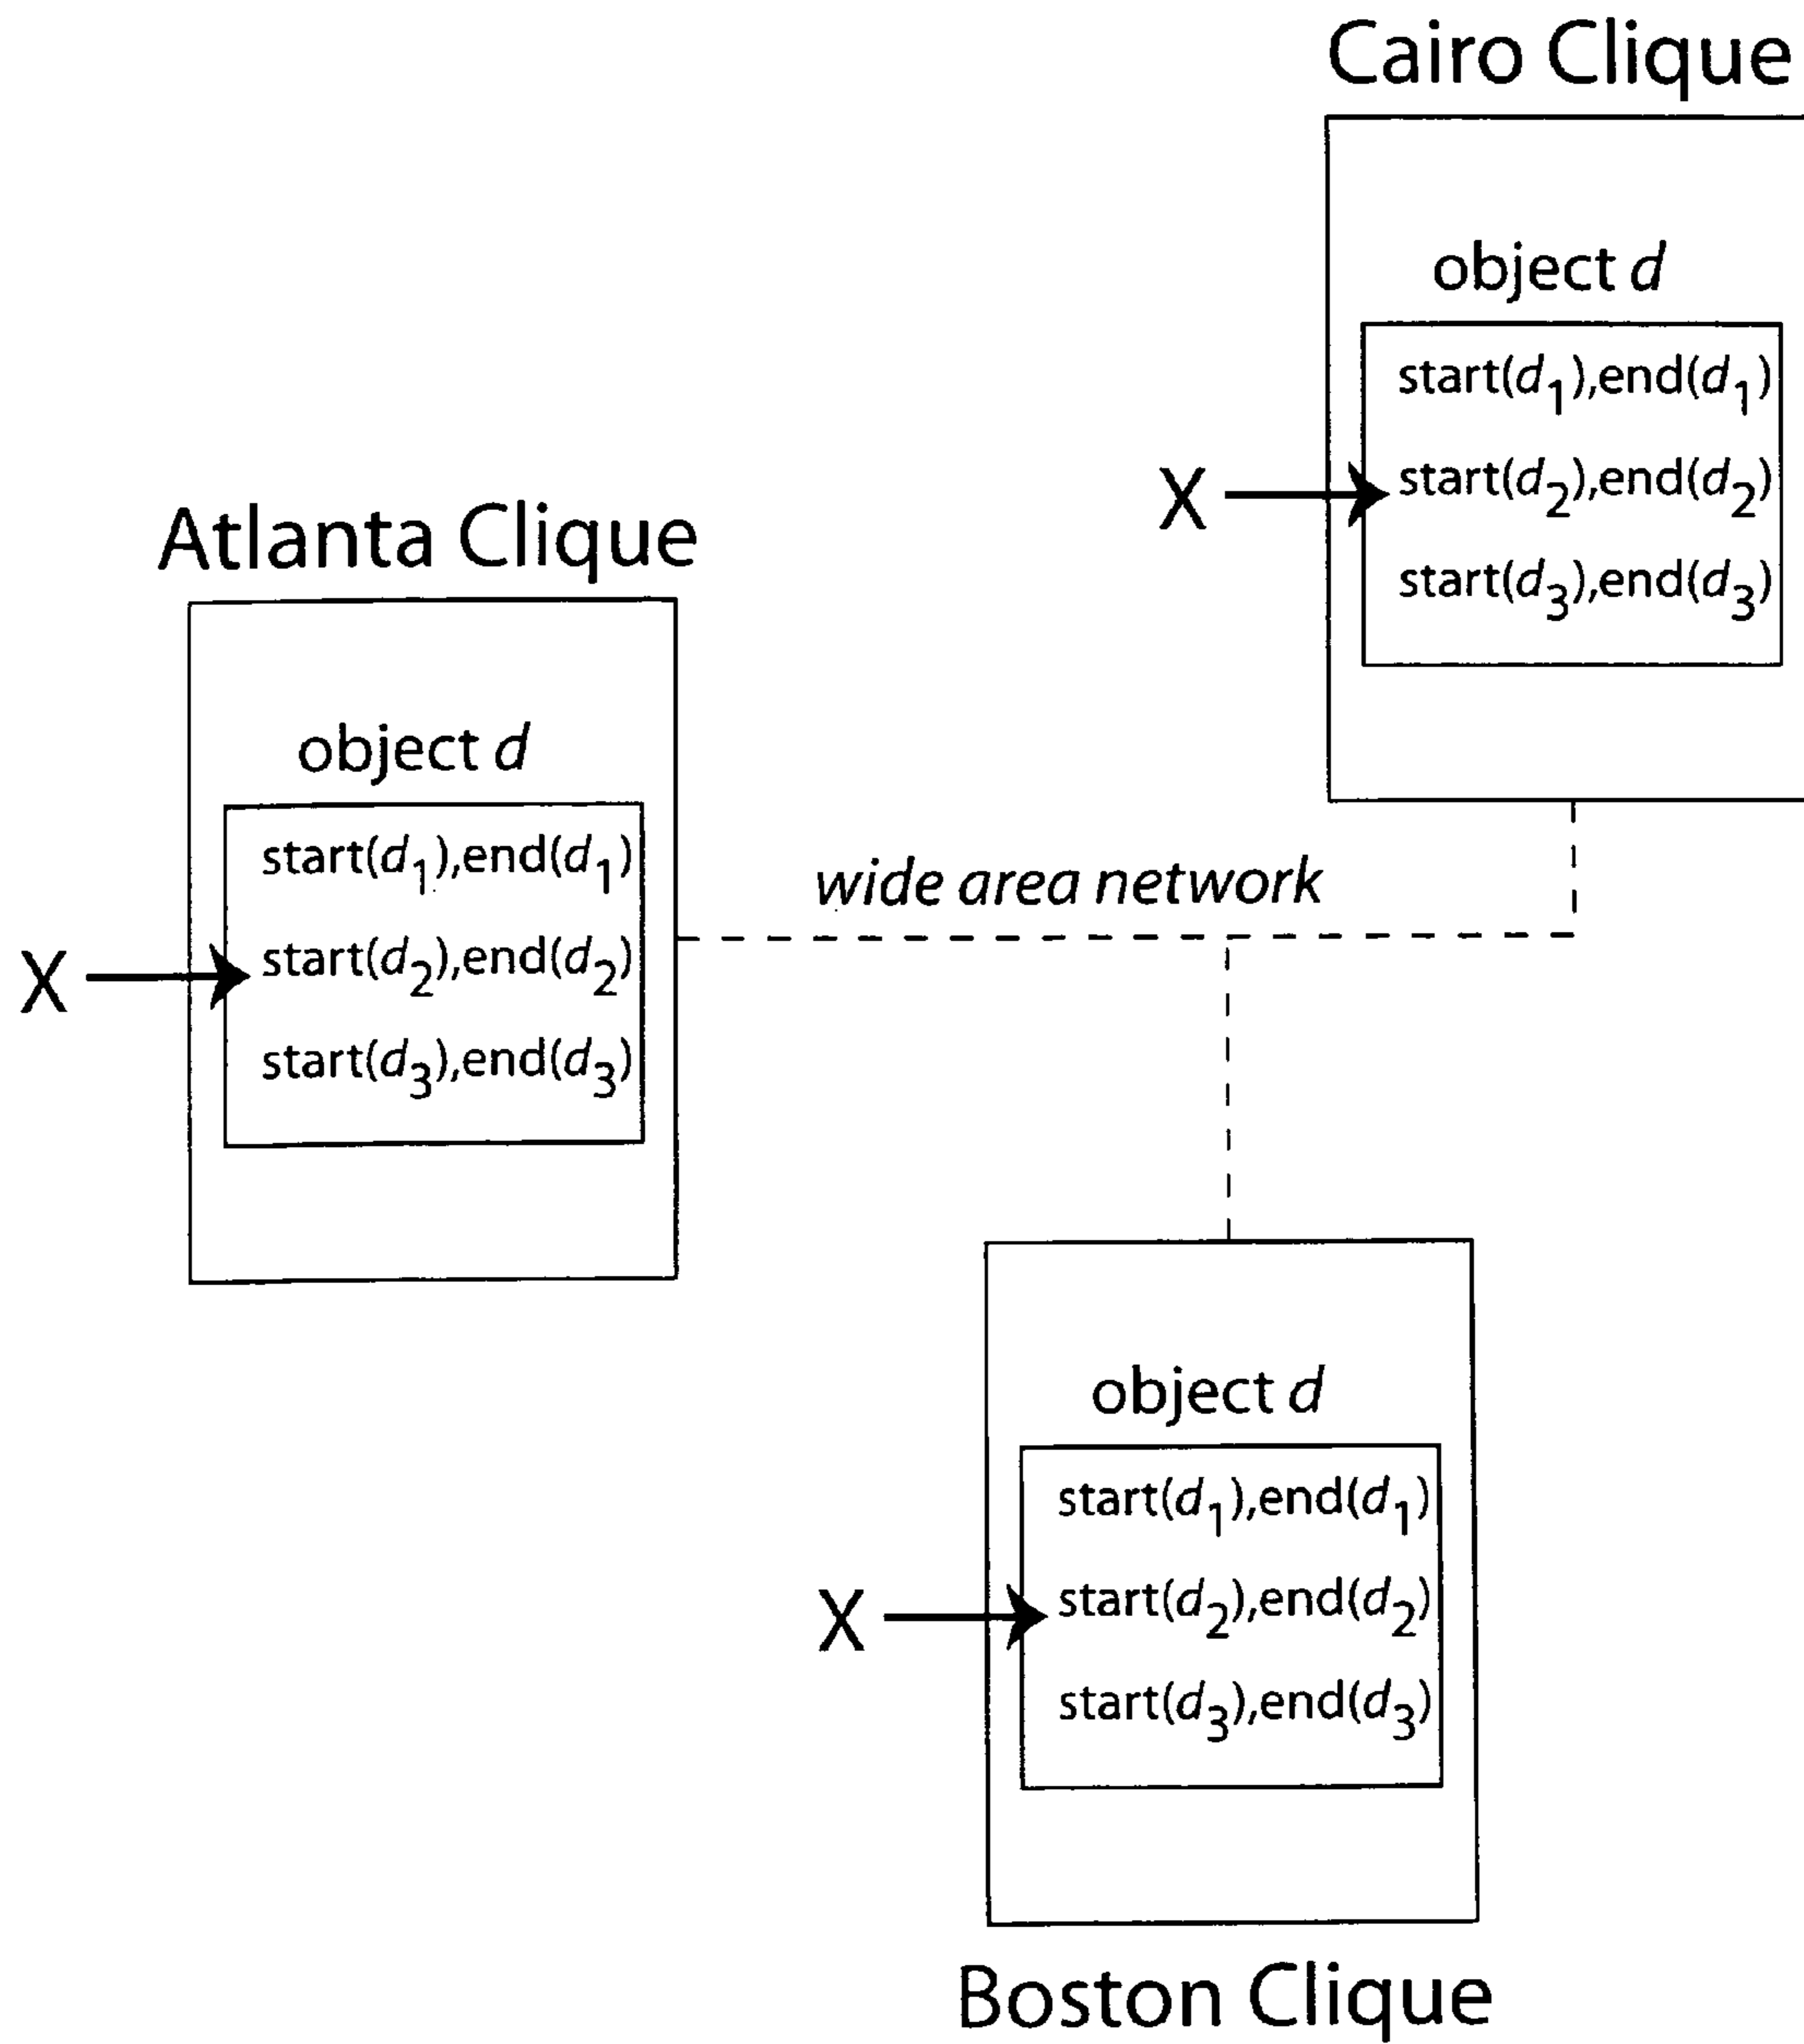 Cairo Clique
object d
start(d1),end(d1)
X start(d2),end(d2)
start(d3),end(d3)
Atlanta Clique
object d
start(d1),end(d1)
X start(d2),end(d2)
start(d3),end(d3)
wide area network
object d
start(d1),end(d1)
X start(d2),end(d2)
start(d3),end(d3)
Boston Clique